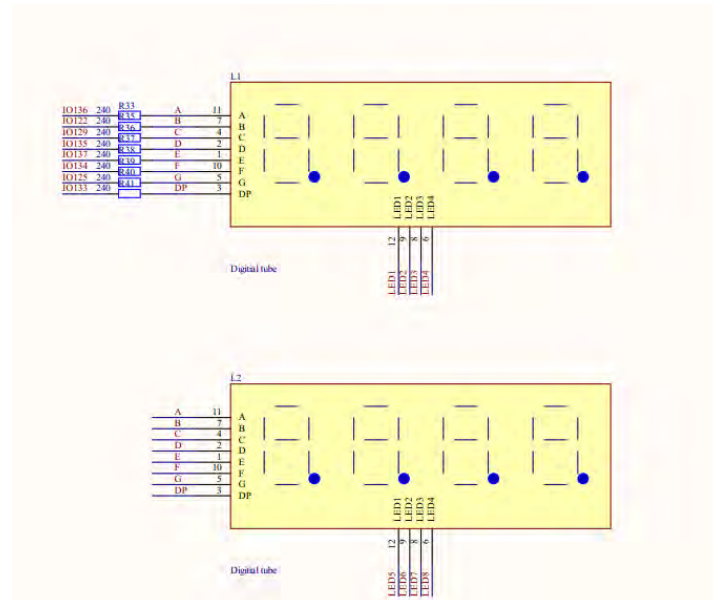 L1
R33
IO136 240 A 11 A
R35
IO122 240 B 7 B
R36
IO129 240 C 4 C
R37
IO135 240 D 2 D
R38
IO137 240 E 1 E
R39
IO134 240 F 10 F
R40
IO125 240 G 5 G
R41
IO133 240 DP 3 DP
LED1 LED2 LED3 LED4
12 9 8 6
LED1 LED2 LED3 LED4
Digital tube
L2
A 11 A
B 7 B
C 4 C
D 2 D
E 1 E
F 10 F
G 5 G
DP 3 DP
LED1 LED2 LED3 LED4
12 9 8 6
LED5 LED6 LED7 LED8
Digital tube